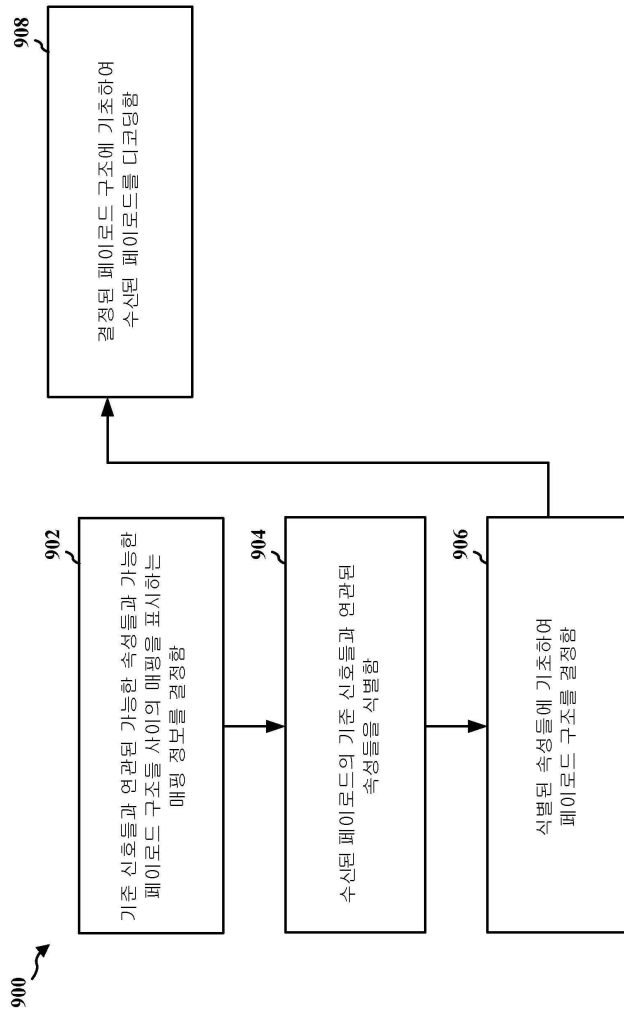 900
902
기준 신호들과 연관된 가능한 속성들과 가능한
페이로드 구조들 사이의 매핑을 표시하는
매핑 정보를 결정함
904
수신된 페이로드의 기준 신호들과 연관된
속성들을 식별함
906
식별된 속성들에 기초하여
페이로드 구조를 결정함
908
결정된 페이로드 구조에 기초하여
수신된 페이로드를 디코딩함